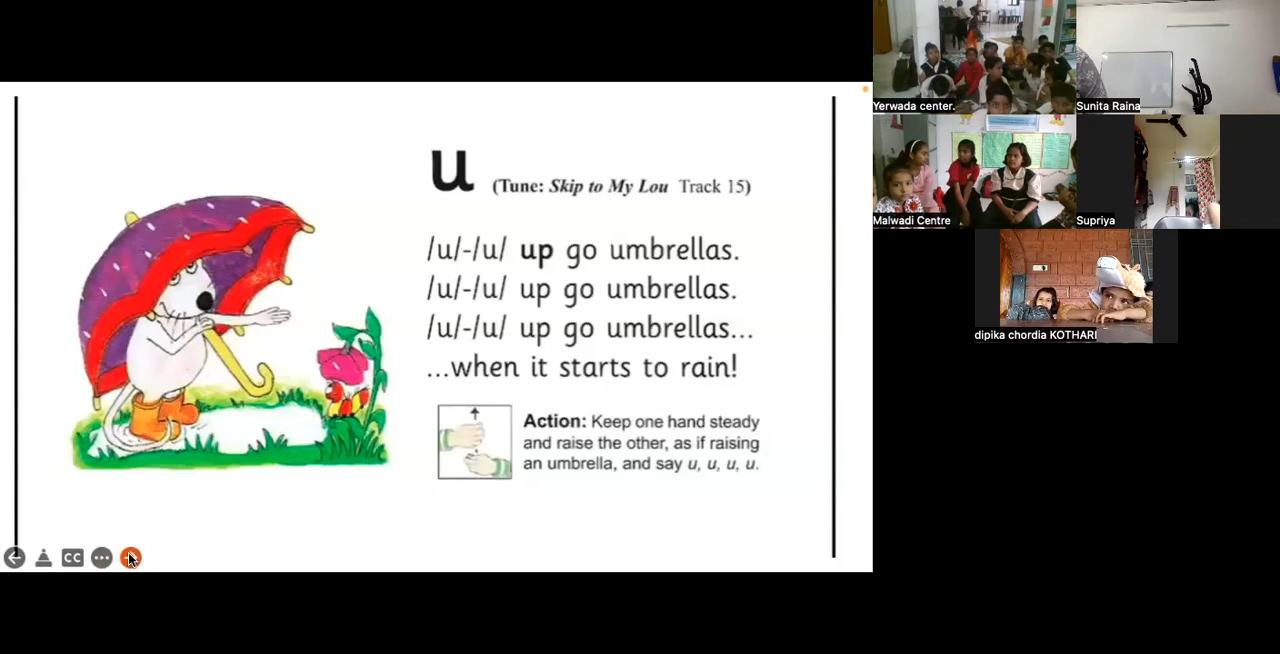 u (Tune: Skip to My Lou Track 15)
/u/-/u/ up go umbrellas.
/u/-/u/ up go umbrellas.
/u/-/u/ up go umbrellas...
...when it starts to rain!
Action: Keep one hand steady
and raise the other, as if raising
an umbrella, and say u, u, u, u.
CC
Yerwada center.
Sunita Raina
Malwadi Centre
Supriya
dipika chordia KOTHARI